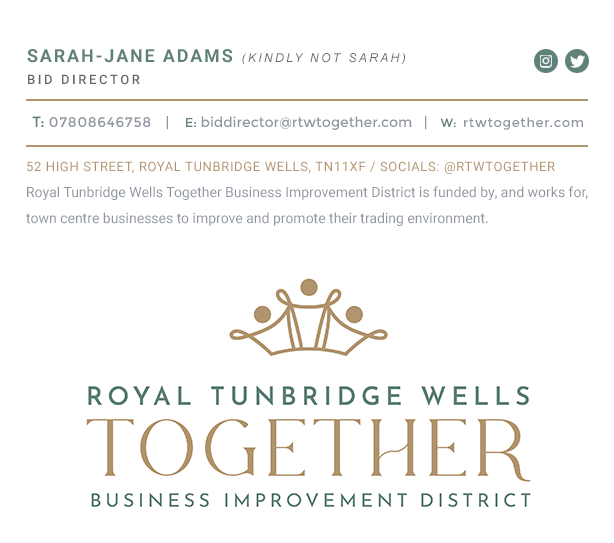 SARAH-JANE ADAMS (KINDLY NOT SARAH)
BID DIRECTOR
T: 07808646758 | E: biddirector@rtwtogether.com | W: rtwtogether.com
52 HIGH STREET, ROYAL TUNBRIDGE WELLS, TN11XF / SOCIALS: @RTWTOGETHER
Royal Tunbridge Wells Together Business Improvement District is funded by, and works for,
town centre businesses to improve and promote their trading environment.
ROYAL TUNBRIDGE WELLS
TOGETHER
BUSINESS IMPROVEMENT DISTRICT